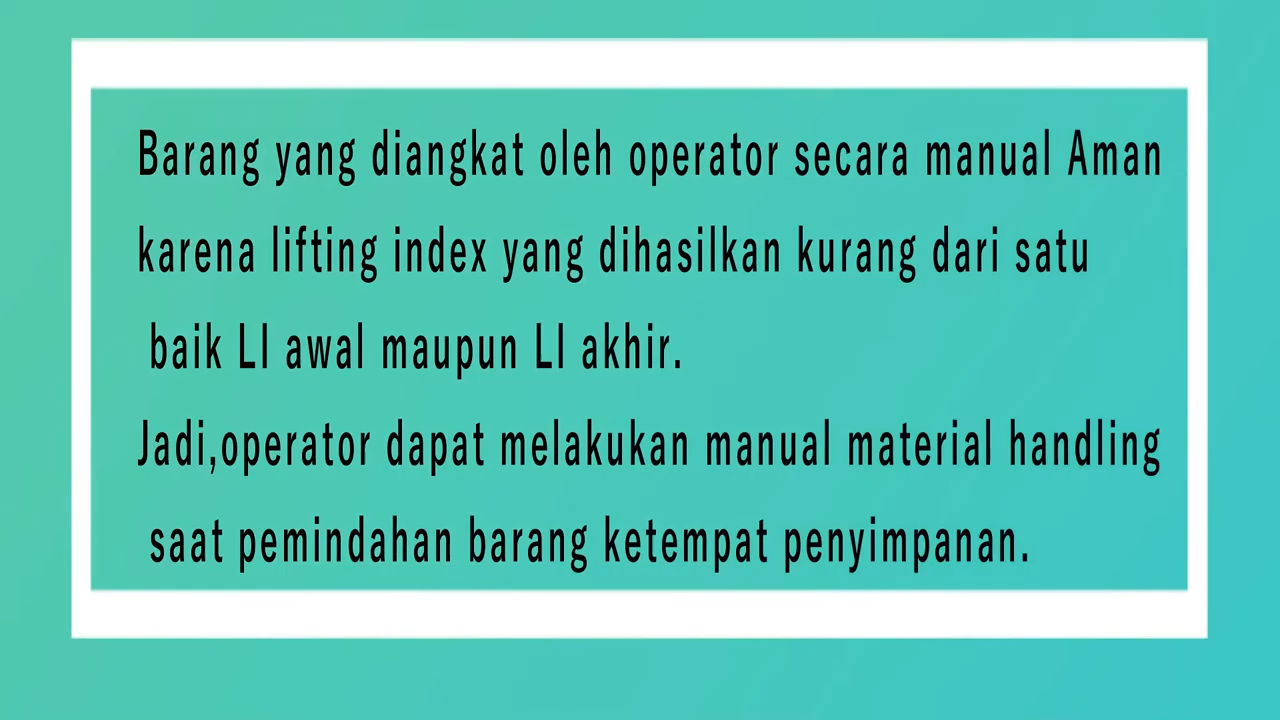 Barang yang diangkat oleh operator secara manual Aman
karena lifting index yang dihasilkan kurang dari satu
baik LI awal maupun LI akhir.
Jadi,operator dapat melakukan manual material handling
saat pemindahan barang ketempat penyimpanan.